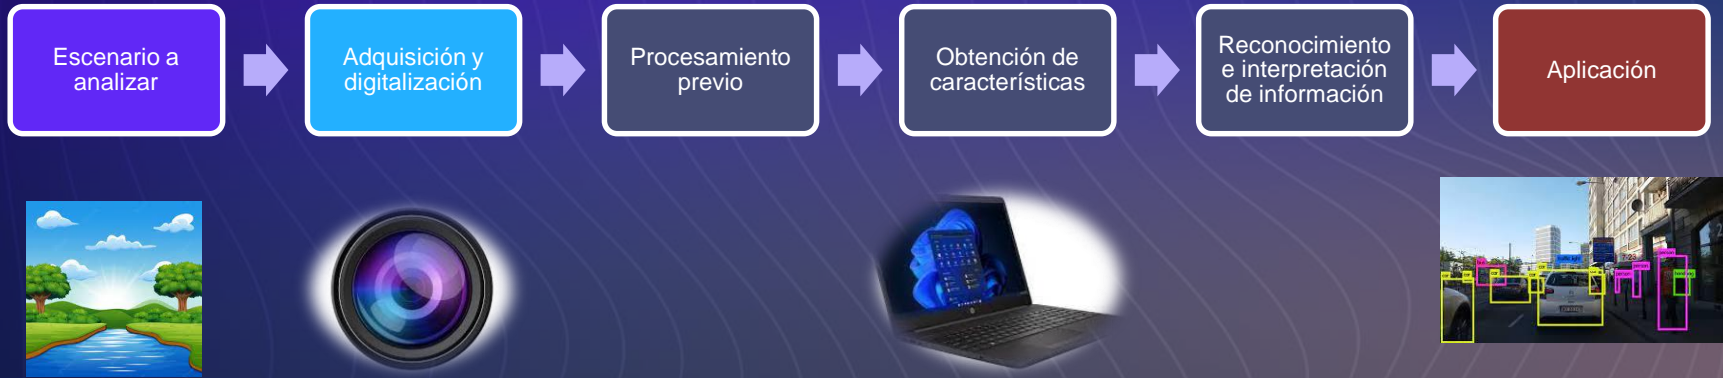 Escenario a
analizar
Adquisición y
digitalización
Procesamiento
previo
Obtención de
características
Reconocimiento
e interpretación
de información
Aplicación